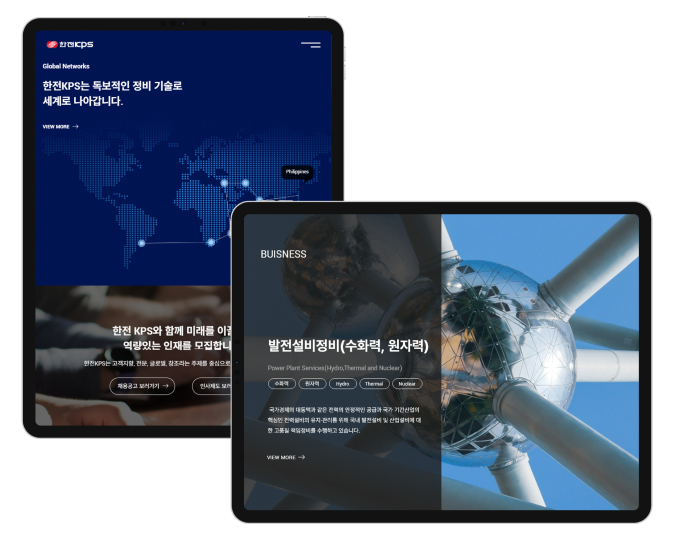 한전KPS
Global Networks
한전KPS는 독보적인 정비 기술로
세계로 나아갑니다.
VIEW MORE →
Philippines
한전 KPS와 함께 미래를 이끌
역량있는 인재를 모집합니
한전KPS는 고객지향, 전문, 글로벌, 창조라는 주제를 중심으로
채용공고 보러가기 →
인사제도 보러
BUISNESS
발전설비정비(수화력, 원자력)
Power Plant Services(Hydro,Thermal and Nuclear)
수화력 원자력 Hydro Thermal Nuclear
국가경제의 대동맥과 같은 전력의 안정적인 공급과 국가 기간산업의
핵심인 전력설비의 유지·관리를 위해 국내 발전설비 및 산업설비에 대
한 고품질 책임정비를 수행하고 있습니다.
VIEW MORE →